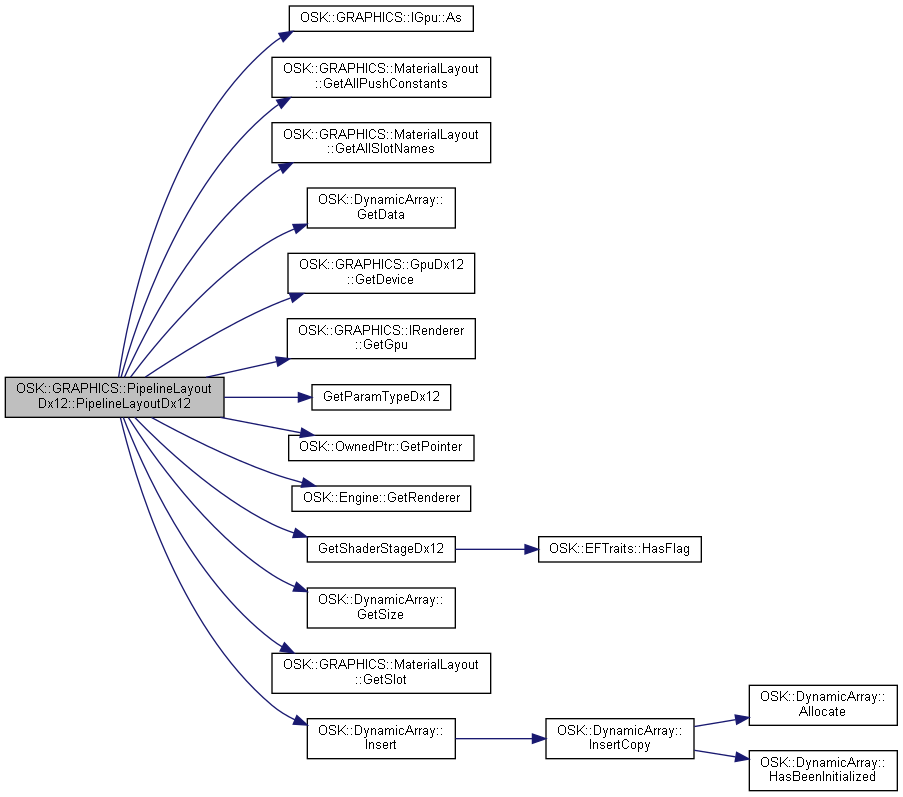 OSK::GRAPHICS::IGpu::As
OSK::GRAPHICS::MaterialLayout
::GetAllPushConstants
OSK::GRAPHICS::MaterialLayout
::GetAllSlotNames
OSK::DynamicArray::
GetData
OSK::GRAPHICS::GpuDx12
::GetDevice
OSK::GRAPHICS::IRenderer
::GetGpu
OSK::GRAPHICS::PipelineLayout
Dx12::PipelineLayoutDx12
GetParamTypeDx12
OSK::OwnedPtr::GetPointer
OSK::Engine::GetRenderer
GetShaderStageDx12
OSK::EFTraits::HasFlag
OSK::DynamicArray::
GetSize
OSK::GRAPHICS::MaterialLayout
::GetSlot
OSK::DynamicArray::
Insert
OSK::DynamicArray::
InsertCopy
OSK::DynamicArray::
Allocate
OSK::DynamicArray::
HasBeenInitialized